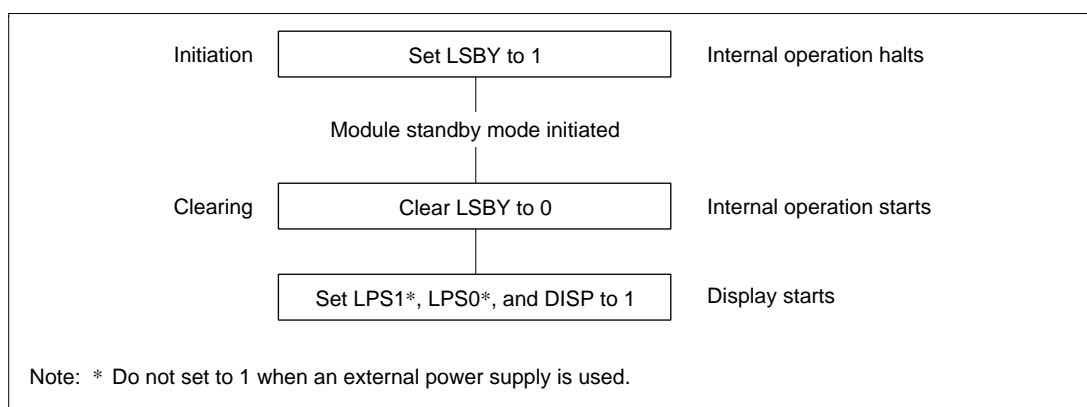 Initiation Set LSBY to 1 Internal operation halts
Module standby mode initiated
Clearing Clear LSBY to 0 Internal operation starts
Set LPS1*, LPS0*, and DISP to 1 Display starts
Note: * Do not set to 1 when an external power supply is used.